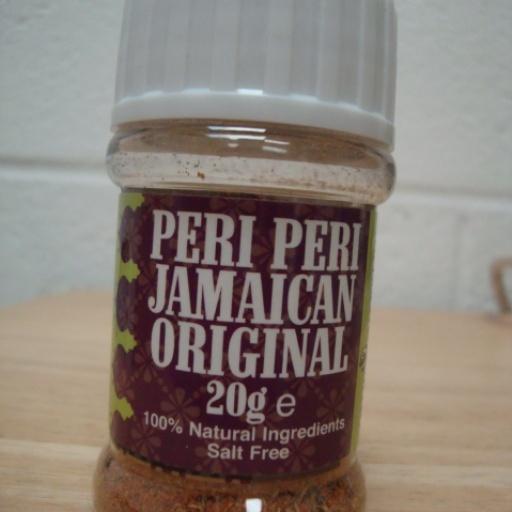 PERI PERI
JAMAICAN
ORIGINAL
20g e
100% Natural Ingredients
Salt Free